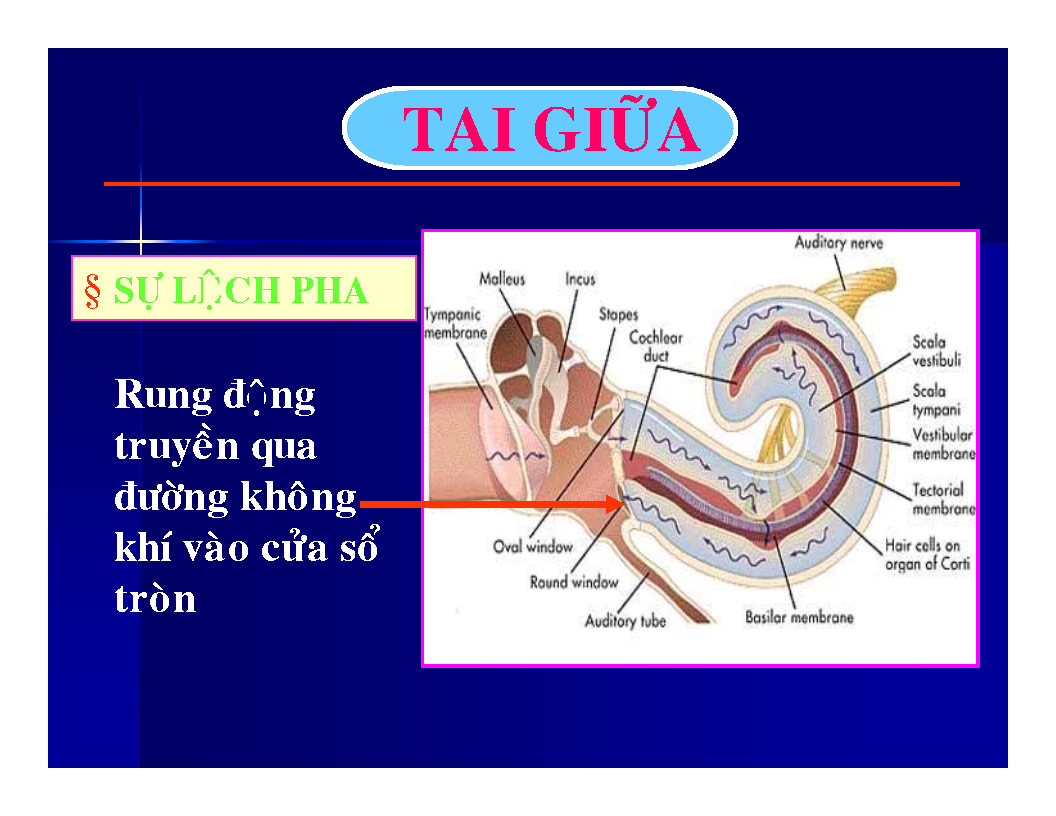 TAI GIỮA
§ SỰ LỆCH PHA
Rung động
truyền qua
đường không
khí vào cửa sổ
tròn
Auditory nerve
Malleus
Incus
Tympanic
membrane
Stapes
Cochlear
duct
Scala
vestibuli
Scala
tympani
Vestibular
membrane
Tectorial
membrane
Hair cells on
organ of Corti
Oval window
Round window
Auditory tube
Basilar membrane